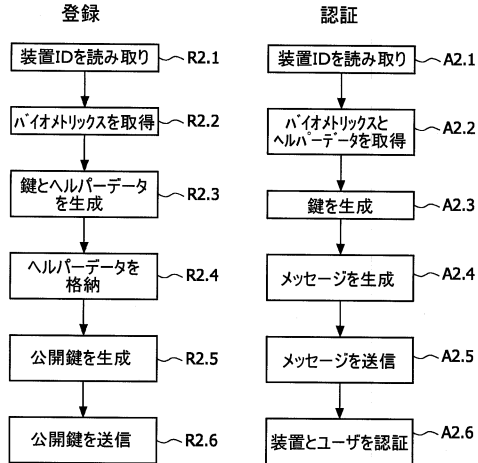 登録
装置IDを読み取り
R2.1
バイオメトリックスを取得
R2.2
鍵とヘルパーデータ
を生成
R2.3
ヘルパーデータを
格納
R2.4
公開鍵を生成
R2.5
公開鍵を送信
R2.6
認証
装置IDを読み取り
A2.1
バイオメトリックスと
ヘルパーデータを取得
A2.2
鍵を生成
A2.3
メッセージを生成
A2.4
メッセージを送信
A2.5
装置とユーザを認証
A2.6